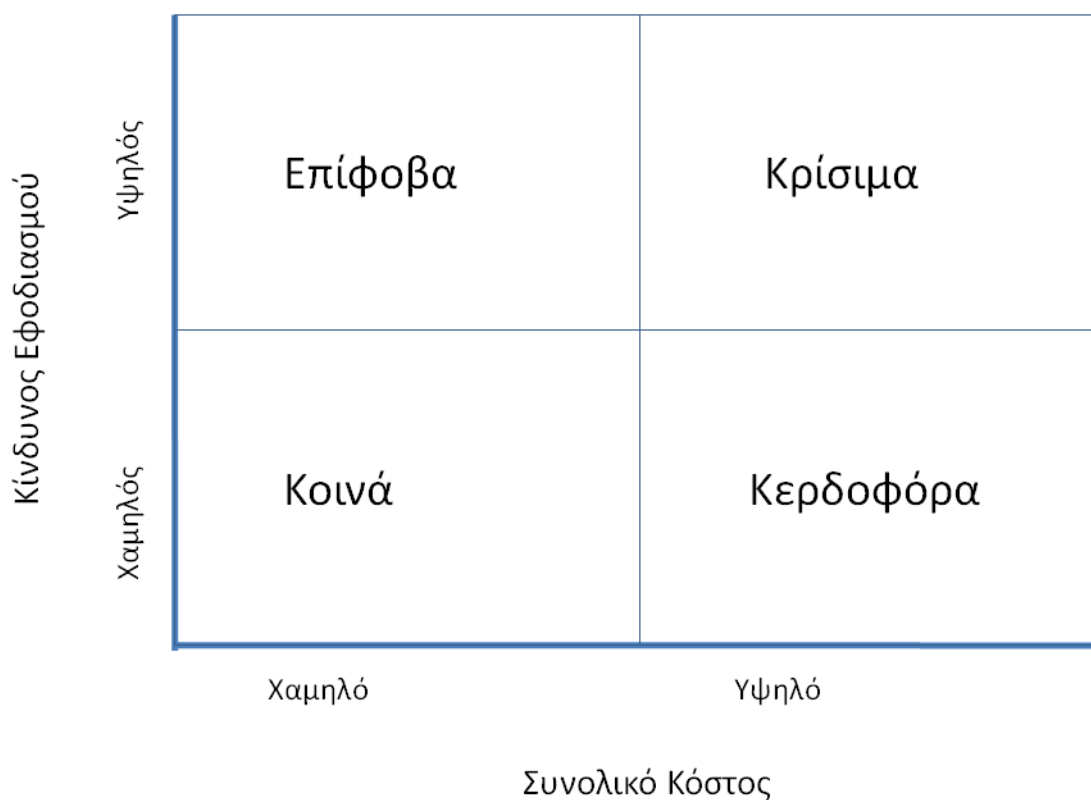 Κίνδυνος Εφοδιασμού
Υψηλός
Επίφοβα
Κρίσιμα
Χαμηλός
Κοινά
Κερδοφόρα
Χαμηλό
Υψηλό
Συνολικό Κόστος